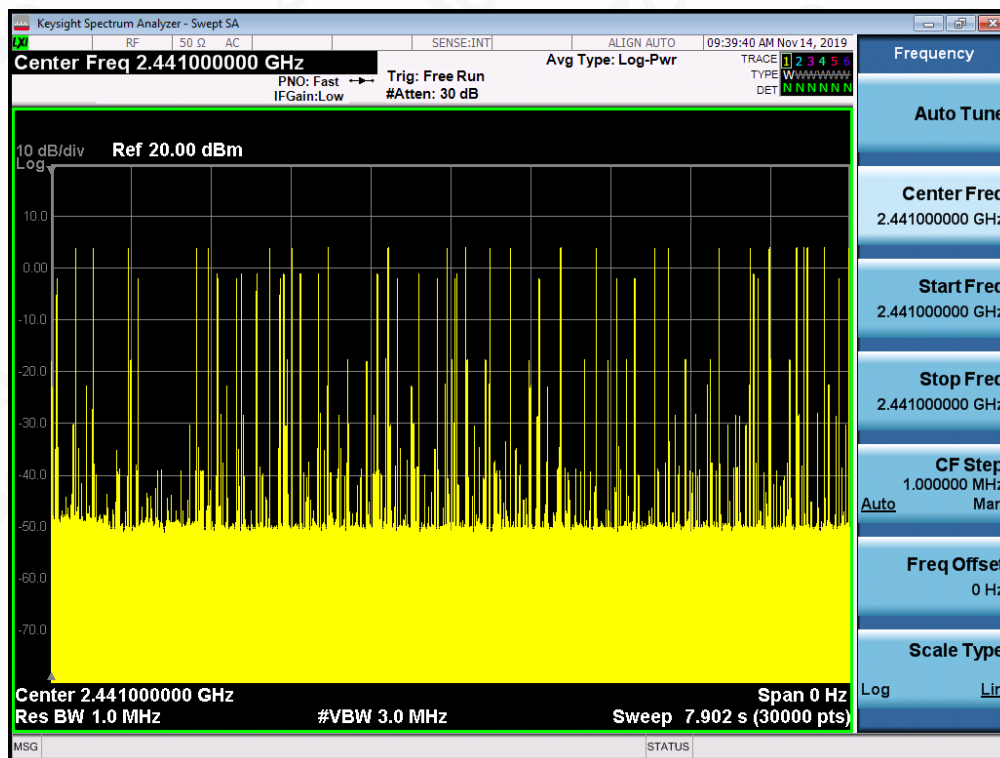 Keysight Spectrum Analyzer - Swept SA
LXI RF 50 Ω AC SENSE:INT ALIGN AUTO 09:39:40 AM Nov 14, 2019
Center Freq 2.441000000 GHz
PNO: Fast
IFGain:Low
Trig: Free Run
#Atten: 30 dB
Avg Type: Log-Pwr
TRACE 1 2 3 4 5 6
TYPE WWWWWW
DET N N N N N N
10 dB/div
Log
Ref 20.00 dBm
10.0
0.00
-10.0
-20.0
-30.0
-40.0
-50.0
-60.0
-70.0
Center 2.441000000 GHz
Span 0 Hz
Res BW 1.0 MHz
#VBW 3.0 MHz
Sweep 7.902 s (30000 pts)
MSG
STATUS
Frequency
Auto Tune
Center Freq
2.441000000 GHz
Start Freq
2.441000000 GHz
Stop Freq
2.441000000 GHz
CF Step
1.000000 MHz
Auto Man
Freq Offset
0 Hz
Scale Type
Log Lin